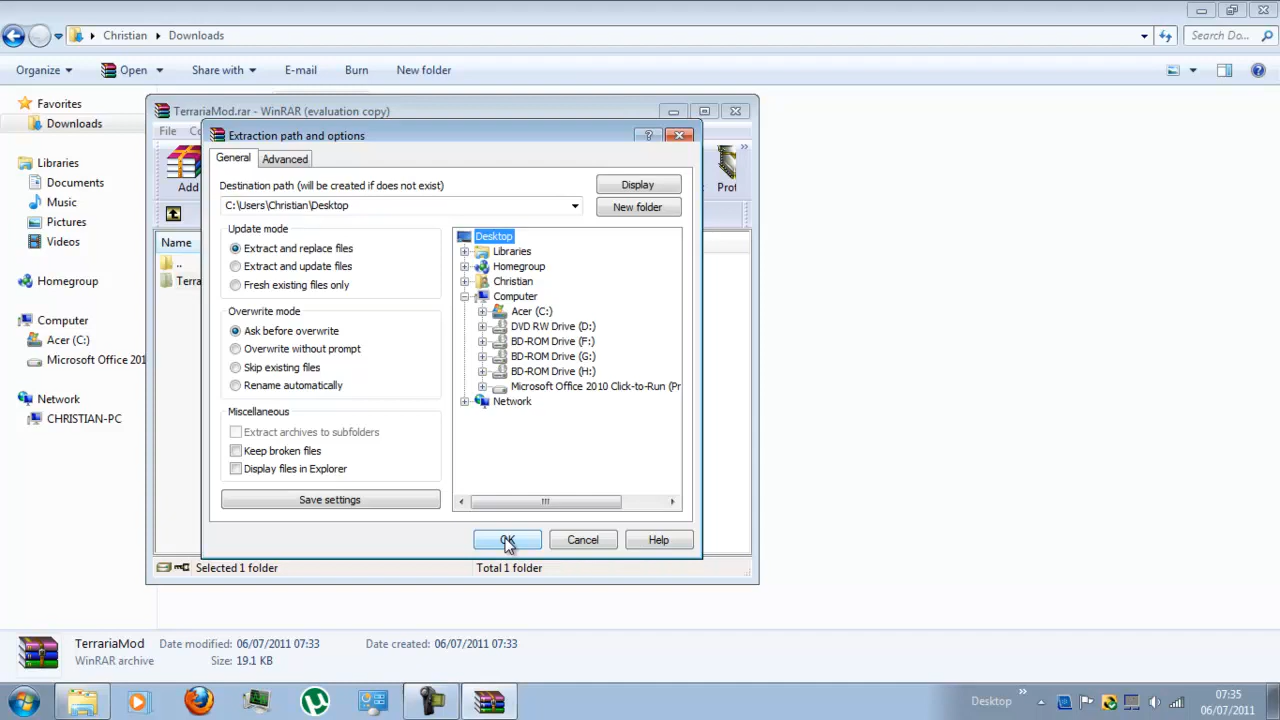 Christian Downloads
Search Do...
Organize Open Share with E-mail Burn New folder
Favorites
Downloads
Libraries
Documents
Music
Pictures
Videos
Homegroup
Computer
Acer (C:)
Microsoft Office 201
Network
CHRISTIAN-PC
TerrariaMod.rar - WinRAR (evaluation copy)
File Co
Add
Prot
Name
..
Terra
Extraction path and options
General Advanced
Destination path (will be created if does not exist)
C:\Users\Christian\Desktop
Display
New folder
Update mode
Extract and replace files
Extract and update files
Fresh existing files only
Overwrite mode
Ask before overwrite
Overwrite without prompt
Skip existing files
Rename automatically
Miscellaneous
Extract archives to subfolders
Keep broken files
Display files in Explorer
Save settings
Desktop
Libraries
Homegroup
Christian
Computer
Acer (C:)
DVD RW Drive (D:)
BD-ROM Drive (F:)
BD-ROM Drive (G:)
BD-ROM Drive (H:)
Microsoft Office 2010 Click-to-Run (Pr
Network
OK Cancel Help
Selected 1 folder Total 1 folder
TerrariaMod Date modified: 06/07/2011 07:33 Date created: 06/07/2011 07:33
WinRAR archive Size: 19.1 KB
Desktop
07:35
06/07/2011